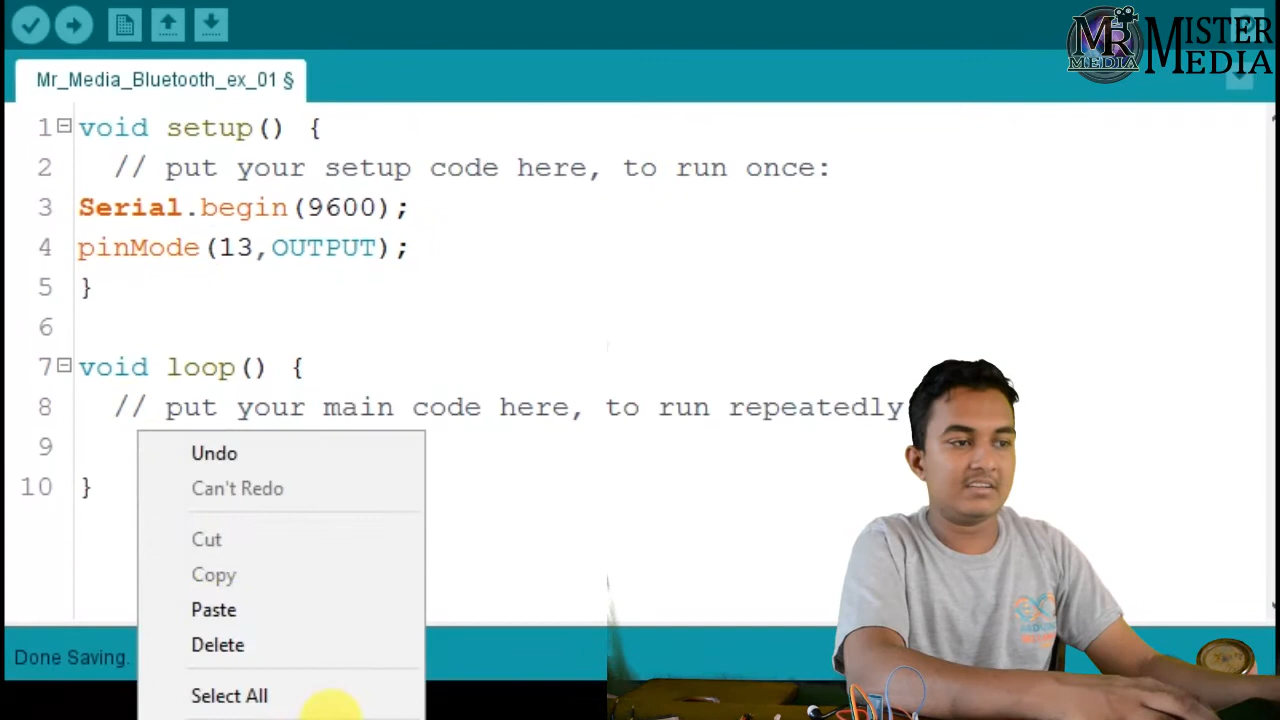 MR
MEDIA
MISTER
MEDIA
Mr_Media_Bluetooth_ex_01 §
1 void setup() {
2 // put your setup code here, to run once:
3 Serial.begin(9600);
4 pinMode(13,OUTPUT);
5 }
6
7 void loop() {
8 // put your main code here, to run repeatedly
9
10 }
Undo
Can't Redo
Cut
Copy
Paste
Delete
Select All
Done Saving.